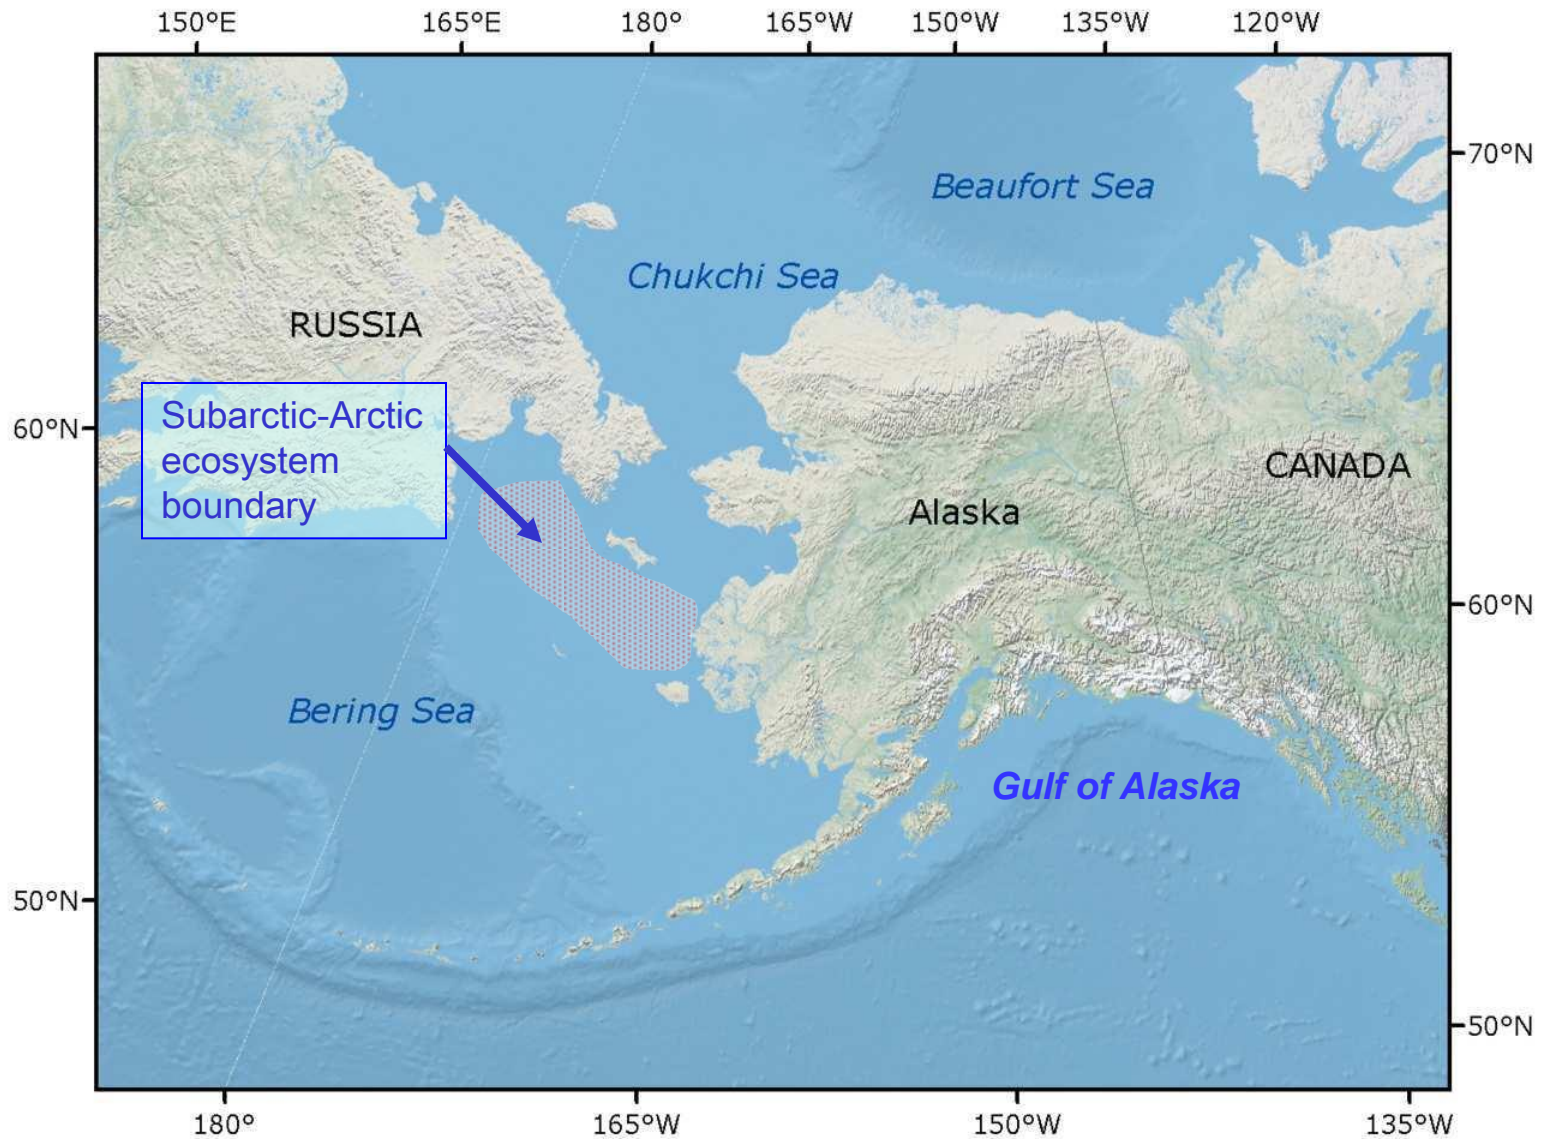 150°E 165°E 180° 165°W 150°W 135°W 120°W
70°N
Beaufort Sea
Chukchi Sea
RUSSIA
Subarctic-Arctic
ecosystem
boundary
60°N
CANADA
Alaska
60°N
Bering Sea
Gulf of Alaska
50°N
50°N
180° 165°W 150°W 135°W